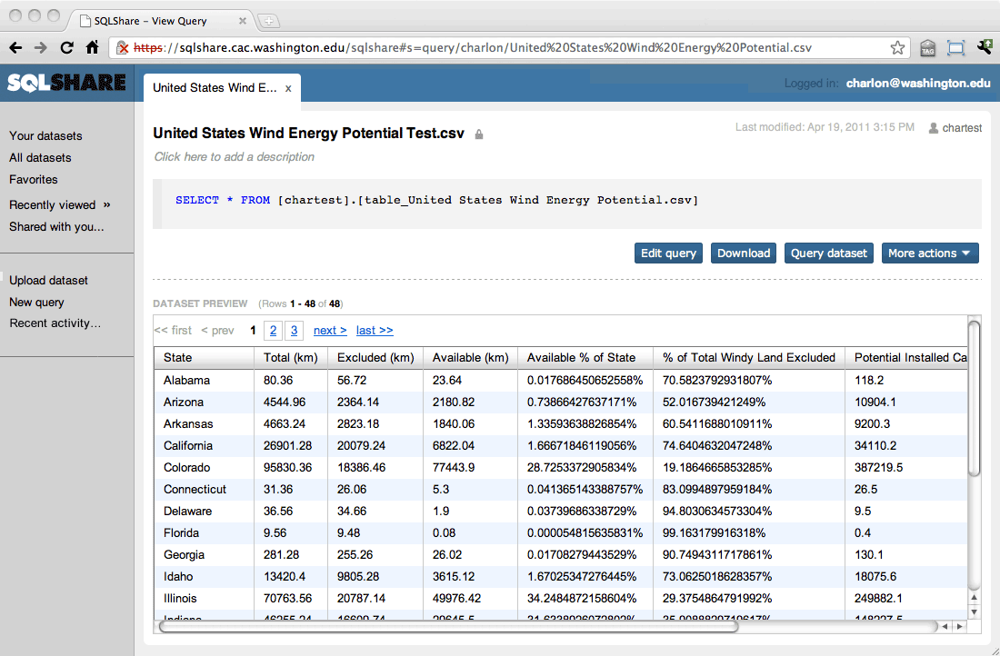 SQLShare – View Query
https://sqlshare.cac.washington.edu/sqlshare#s=query/charlon/United%20States%20Wind%20Energy%20Potential.csv
TAG
SQLSHARE
United States Wind E... x
Logged in: charlon@washington.edu
Your datasets
All datasets
Favorites
Recently viewed »
Shared with you...
Upload dataset
New query
Recent activity...
United States Wind Energy Potential Test.csv
Last modified: Apr 19, 2011 3:15 PM chartest
Click here to add a description
SELECT * FROM [chartest].[table_United States Wind Energy Potential.csv]
Edit query Download Query dataset More actions
DATASET PREVIEW (Rows 1 - 48 of 48)
<< first < prev 1 2 3 next > last >>
State Total (km) Excluded (km) Available (km) Available % of State % of Total Windy Land Excluded Potential Installed Ca
Alabama 80.36 56.72 23.64 0.017686450652558% 70.5823792931807% 118.2
Arizona 4544.96 2364.14 2180.82 0.73866427637171% 52.016739421249% 10904.1
Arkansas 4663.24 2823.18 1840.06 1.33593638826854% 60.5411688010911% 9200.3
California 26901.28 20079.24 6822.04 1.66671846119056% 74.6404632047248% 34110.2
Colorado 95830.36 18386.46 77443.9 28.7253372905834% 19.1864665853285% 387219.5
Connecticut 31.36 26.06 5.3 0.041365143388757% 83.0994897959184% 26.5
Delaware 36.56 34.66 1.9 0.03739686338729% 94.8030634573304% 9.5
Florida 9.56 9.48 0.08 0.000054815635831% 99.163179916318% 0.4
Georgia 281.28 255.26 26.02 0.01708279443529% 90.7494311717861% 130.1
Idaho 13420.4 9805.28 3615.12 1.67025347276445% 73.0625018628357% 18075.6
Illinois 70763.56 20787.14 49976.42 34.2484872158604% 29.3754864791992% 249882.1
Indiana